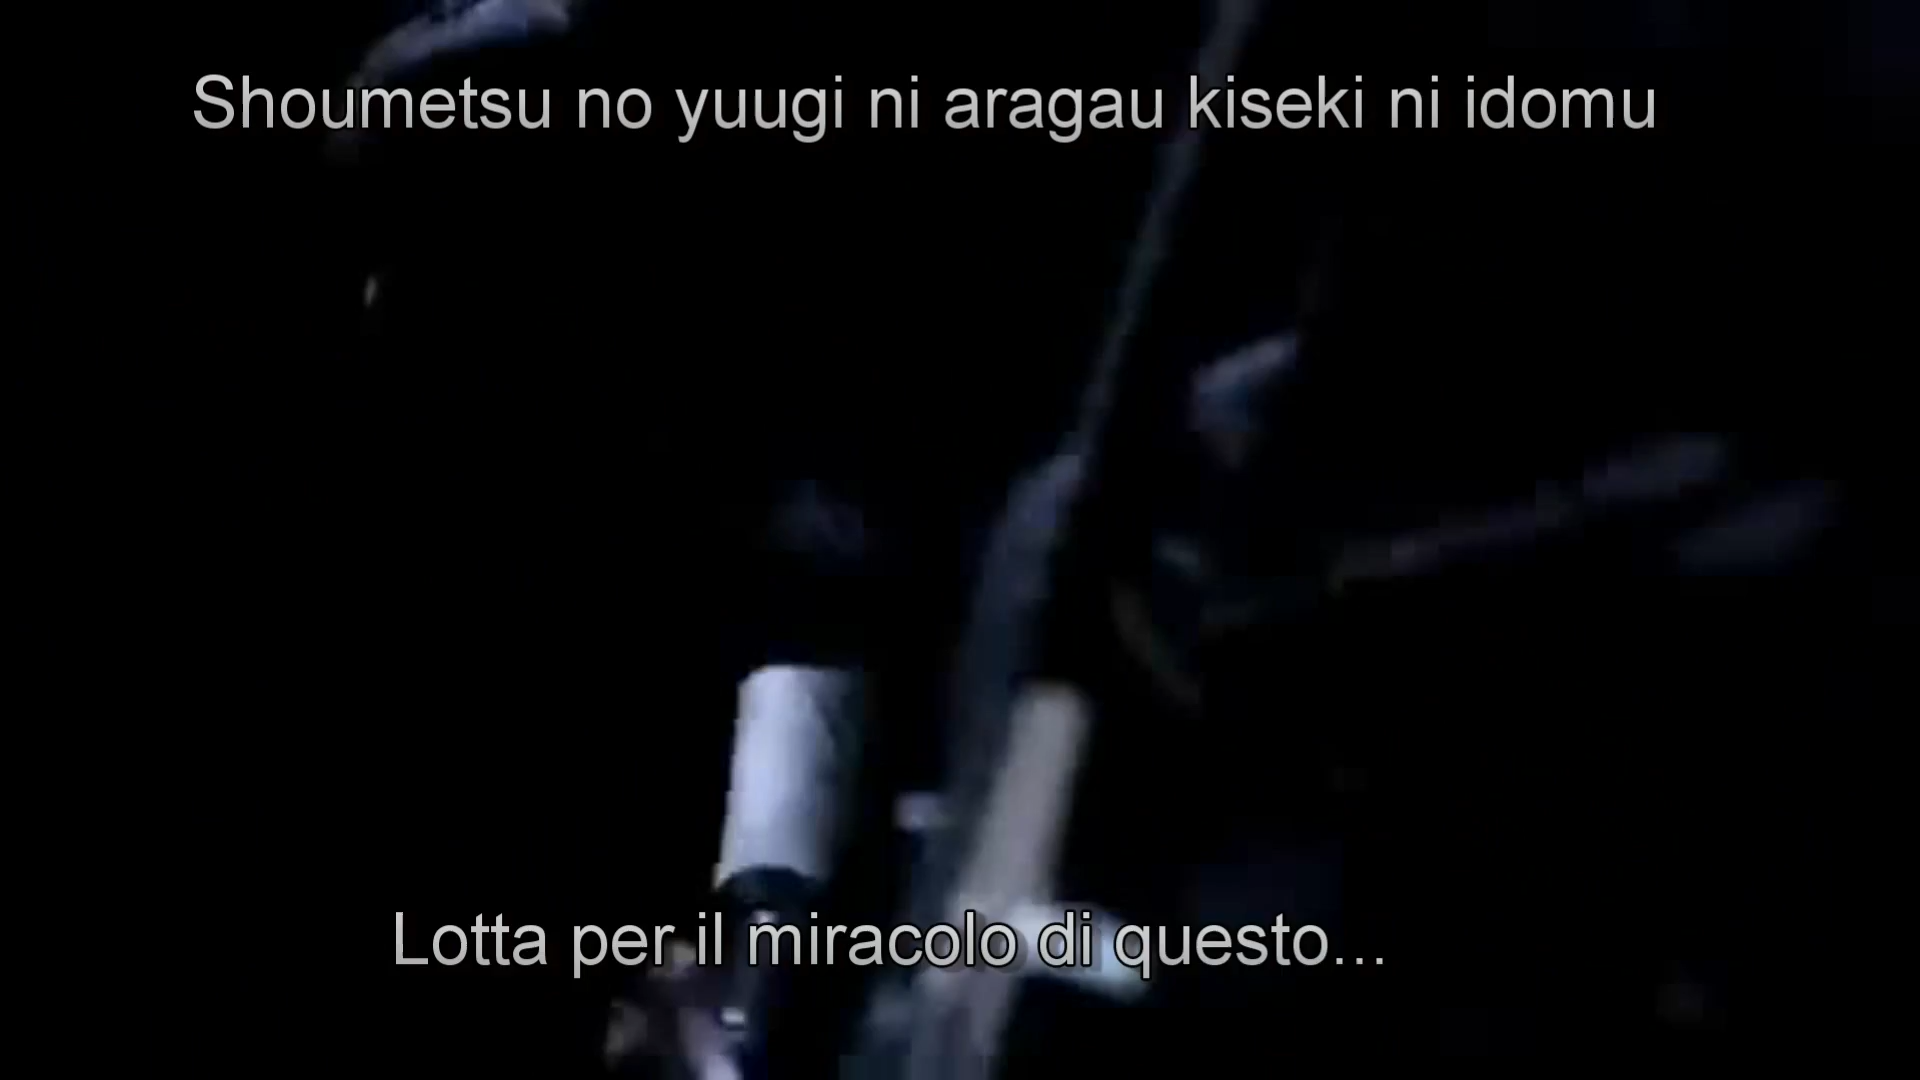 Shoumetsu no yuugi ni aragau kiseki ni idomu
Lotta per il miracolo di questo...